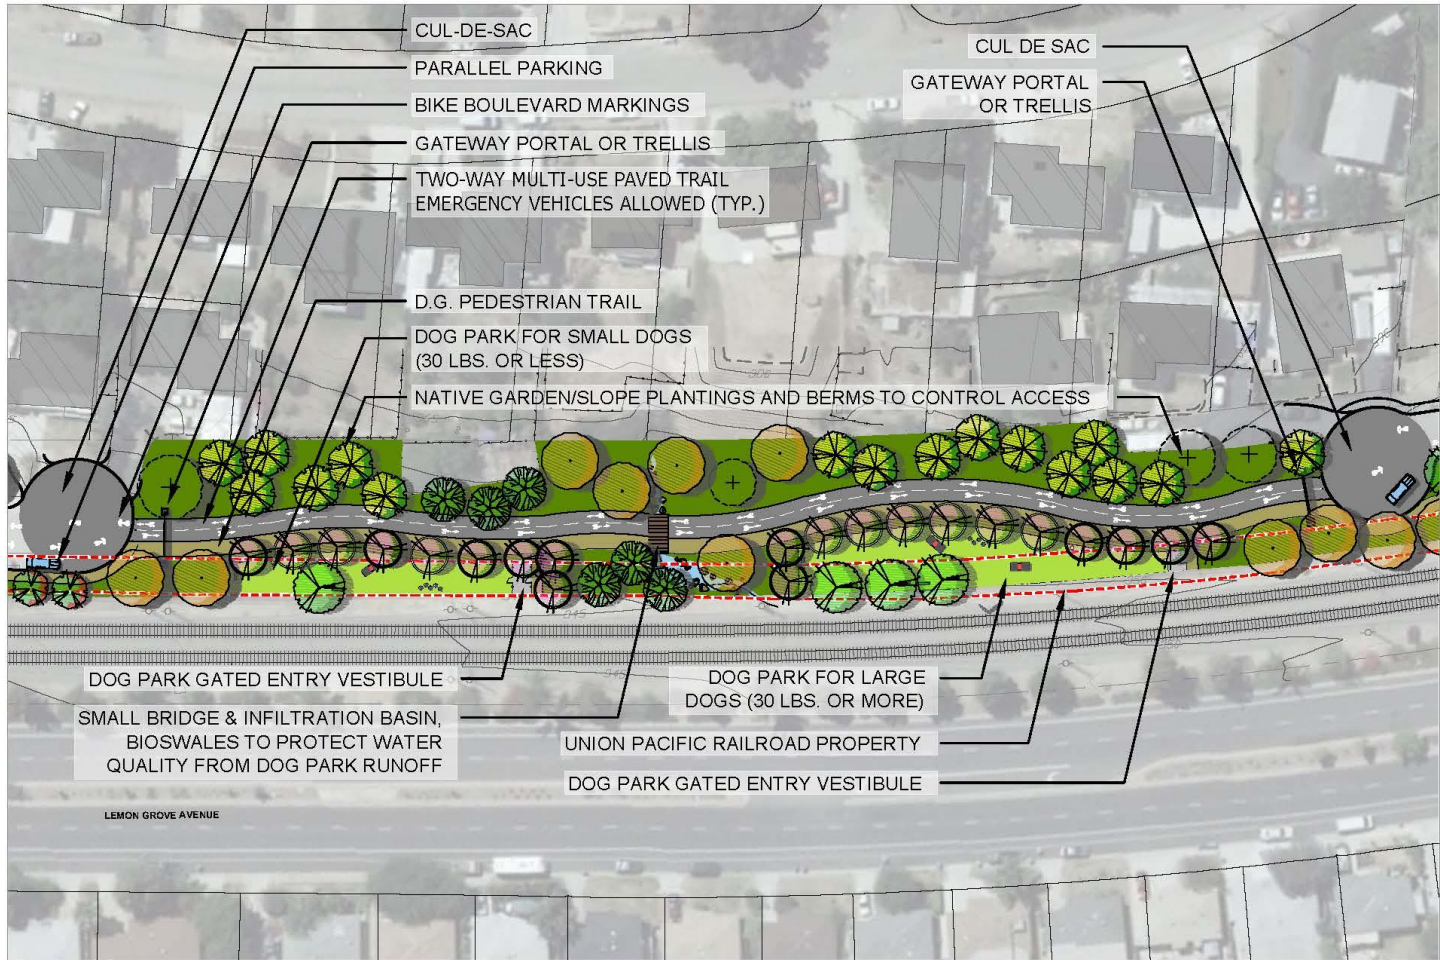 CUL-DE-SAC
PARALLEL PARKING
BIKE BOULEVARD MARKINGS
GATEWAY PORTAL OR TRELLIS
TWO-WAY MULTI-USE PAVED TRAIL
EMERGENCY VEHICLES ALLOWED (TYP.)
D.G. PEDESTRIAN TRAIL
DOG PARK FOR SMALL DOGS
(30 LBS. OR LESS)
NATIVE GARDEN/SLOPE PLANTINGS AND BERMS TO CONTROL ACCESS
CUL DE SAC
GATEWAY PORTAL
OR TRELLIS
DOG PARK GATED ENTRY VESTIBULE
SMALL BRIDGE & INFILTRATION BASIN,
BIOSWALES TO PROTECT WATER
QUALITY FROM DOG PARK RUNOFF
DOG PARK FOR LARGE
DOGS (30 LBS. OR MORE)
UNION PACIFIC RAILROAD PROPERTY
DOG PARK GATED ENTRY VESTIBULE
LEMON GROVE AVENUE